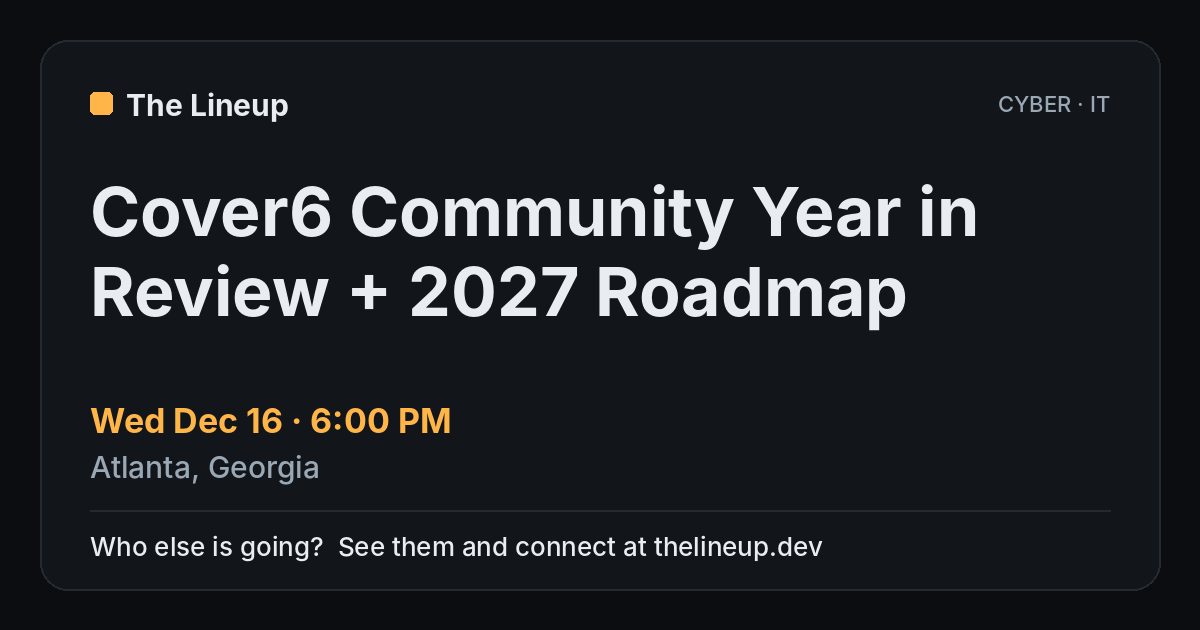 The Lineup
CYBER · IT
Cover6 Community Year in
Review + 2027 Roadmap
Wed Dec 16 · 6:00 PM
Atlanta, Georgia
Who else is going?  See them and connect at thelineup.dev